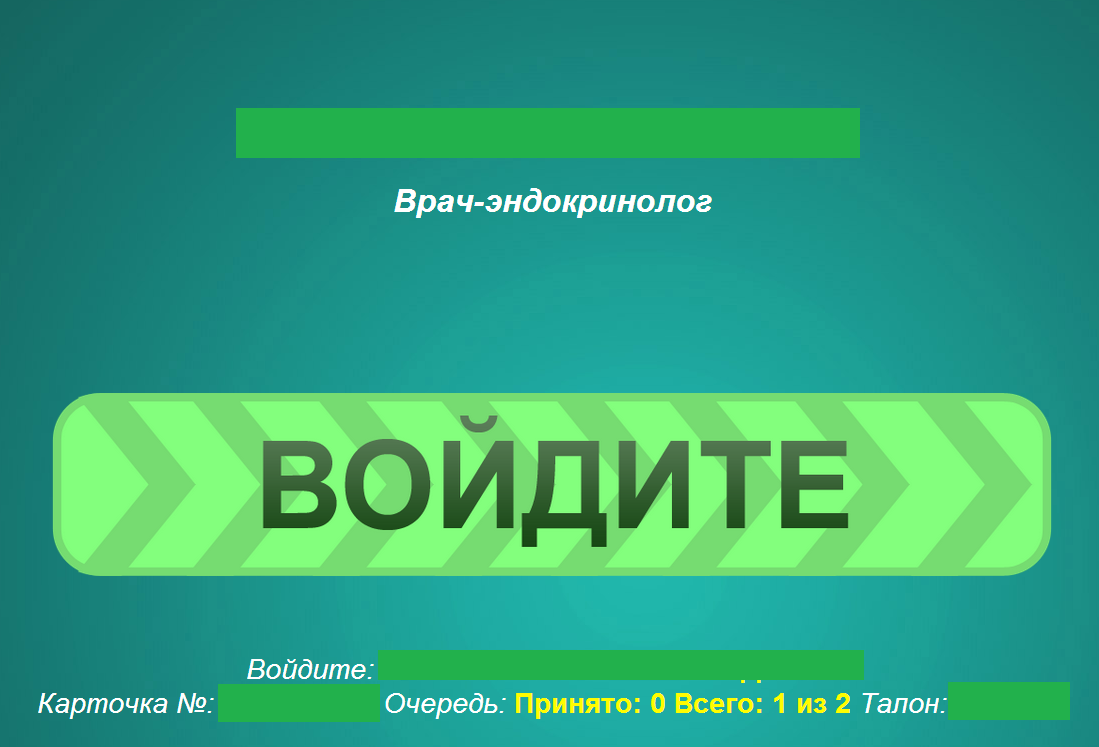 Врач-эндокринолог
ВОЙДИТЕ
Войдите:
Карточка №: Очередь: Принято: 0 Всего: 1 из 2 Талон: